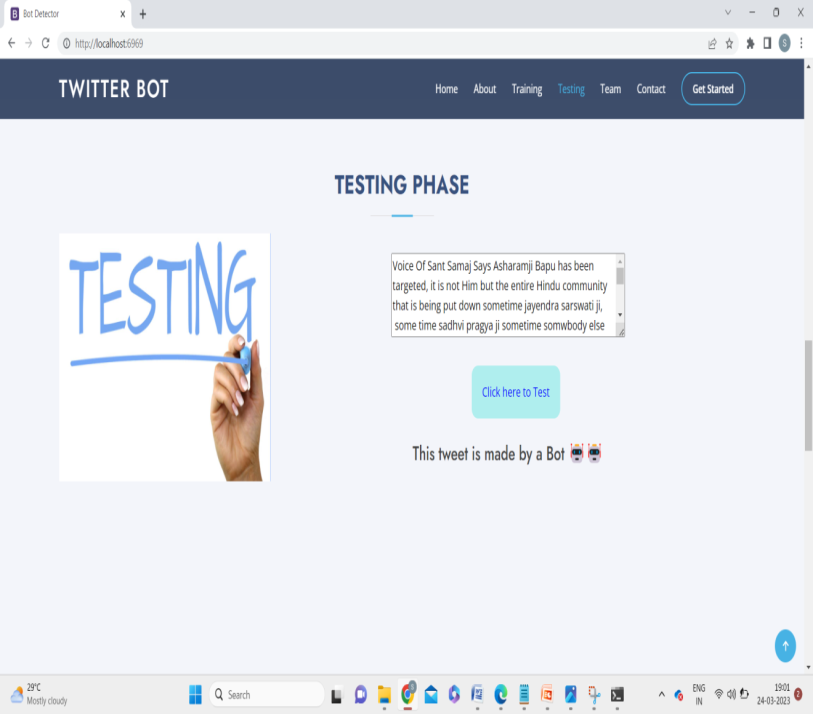 Bot Detector
http://localhost:6969
S
TWITTER BOT
Home About Training Testing Team Contact Get Started
TESTING PHASE
TESTING
Voice Of Sant Samaj Says Asharamji Bapu has been
targeted, it is not Him but the entire Hindu community
that is being put down sometime jayendra sarswati ji,
some time sadhvi pragya ji sometime somwbody else
Click here to Test
This tweet is made by a Bot 🤖🤖
29°C
Mostly cloudy
Search
ENG
IN
19:01
24-03-2023
2